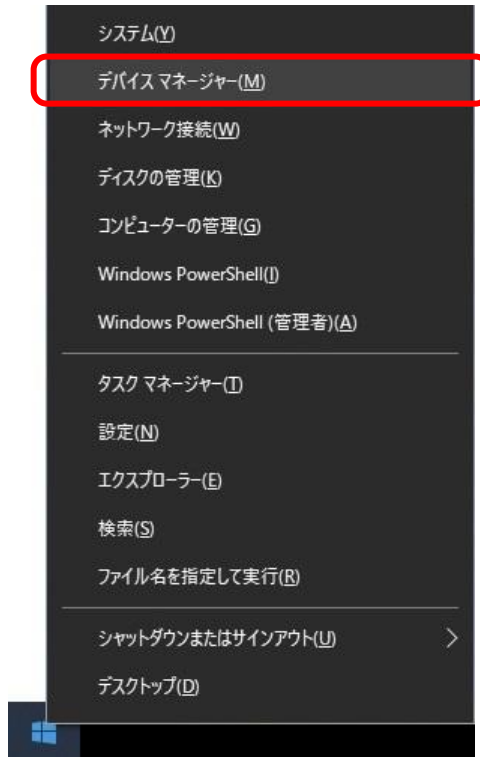 システム(Y)
デバイス マネージャー(M)
ネットワーク接続(W)
ディスクの管理(K)
コンピューターの管理(G)
Windows PowerShell(I)
Windows PowerShell (管理者)(A)
タスク マネージャー(T)
設定(N)
エクスプローラー(E)
検索(S)
ファイル名を指定して実行(R)
シャットダウンまたはサインアウト(U)
デスクトップ(D)